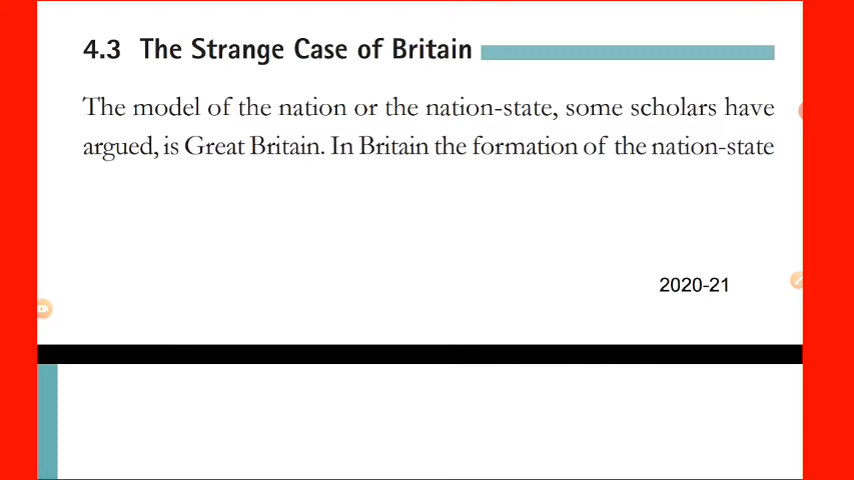 4.3 The Strange Case of Britain
The model of the nation or the nation-state, some scholars have
argued, is Great Britain. In Britain the formation of the nation-state
2020-21